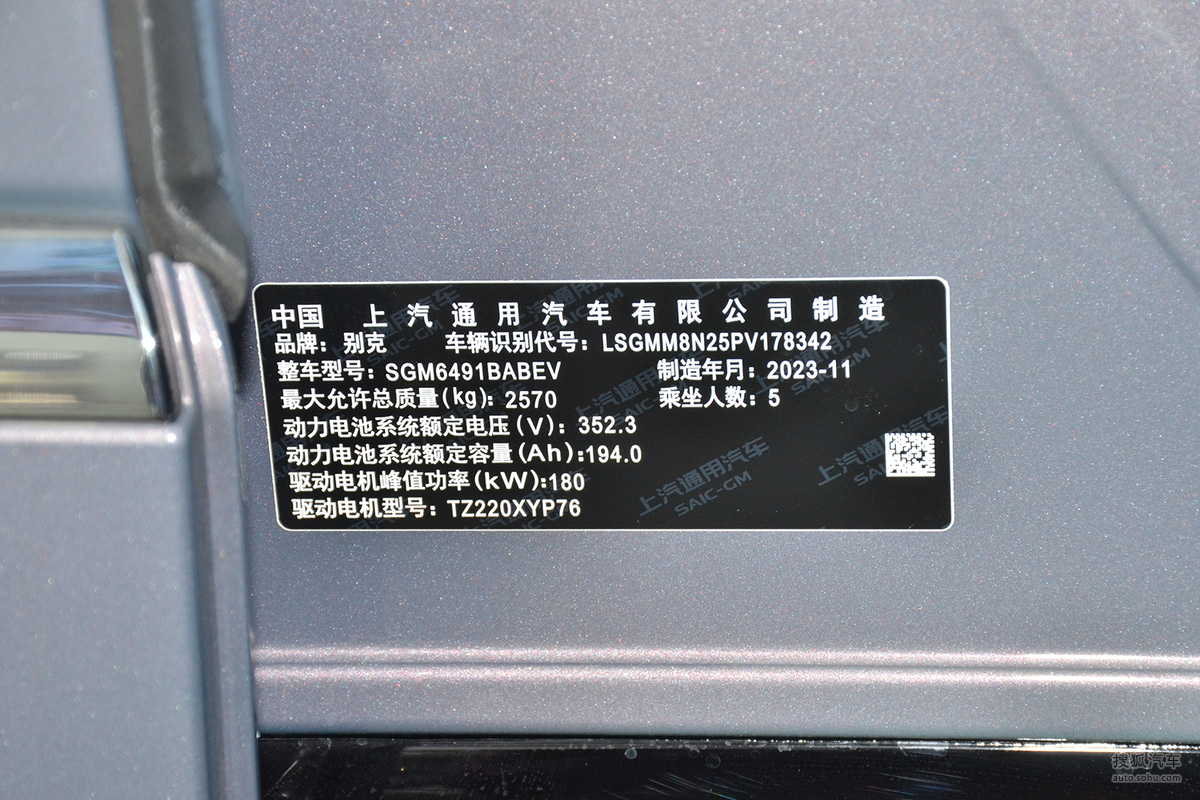 中国 上汽通用汽车有限公司制造
品牌：别克 车辆识别代号：LSGMM8N25PV178342
整车型号：SGM6491BABEV 制造年月：2023-11
最大允许总质量(kg)：2570 乘坐人数：5
动力电池系统额定电压(V)：352.3
动力电池系统额定容量(Ah):194.0
驱动电机峰值功率(kW):180
驱动电机型号：TZ220XYP76
上汽通用汽车
SAIC-GM
搜狐汽车
auto.sohu.com